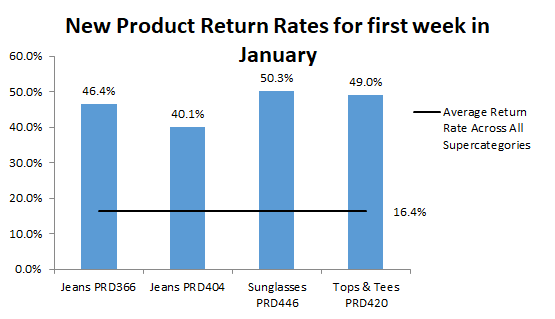 New Product Return Rates for first week in
January
60.0%
50.0%
40.0%
30.0%
20.0%
10.0%
0.0%
46.4%
40.1%
50.3%
49.0%
16.4%
Jeans PRD366
Jeans PRD404
Sunglasses
PRD446
Tops & Tees
PRD420
Average Return
Rate Across All
Supercategories